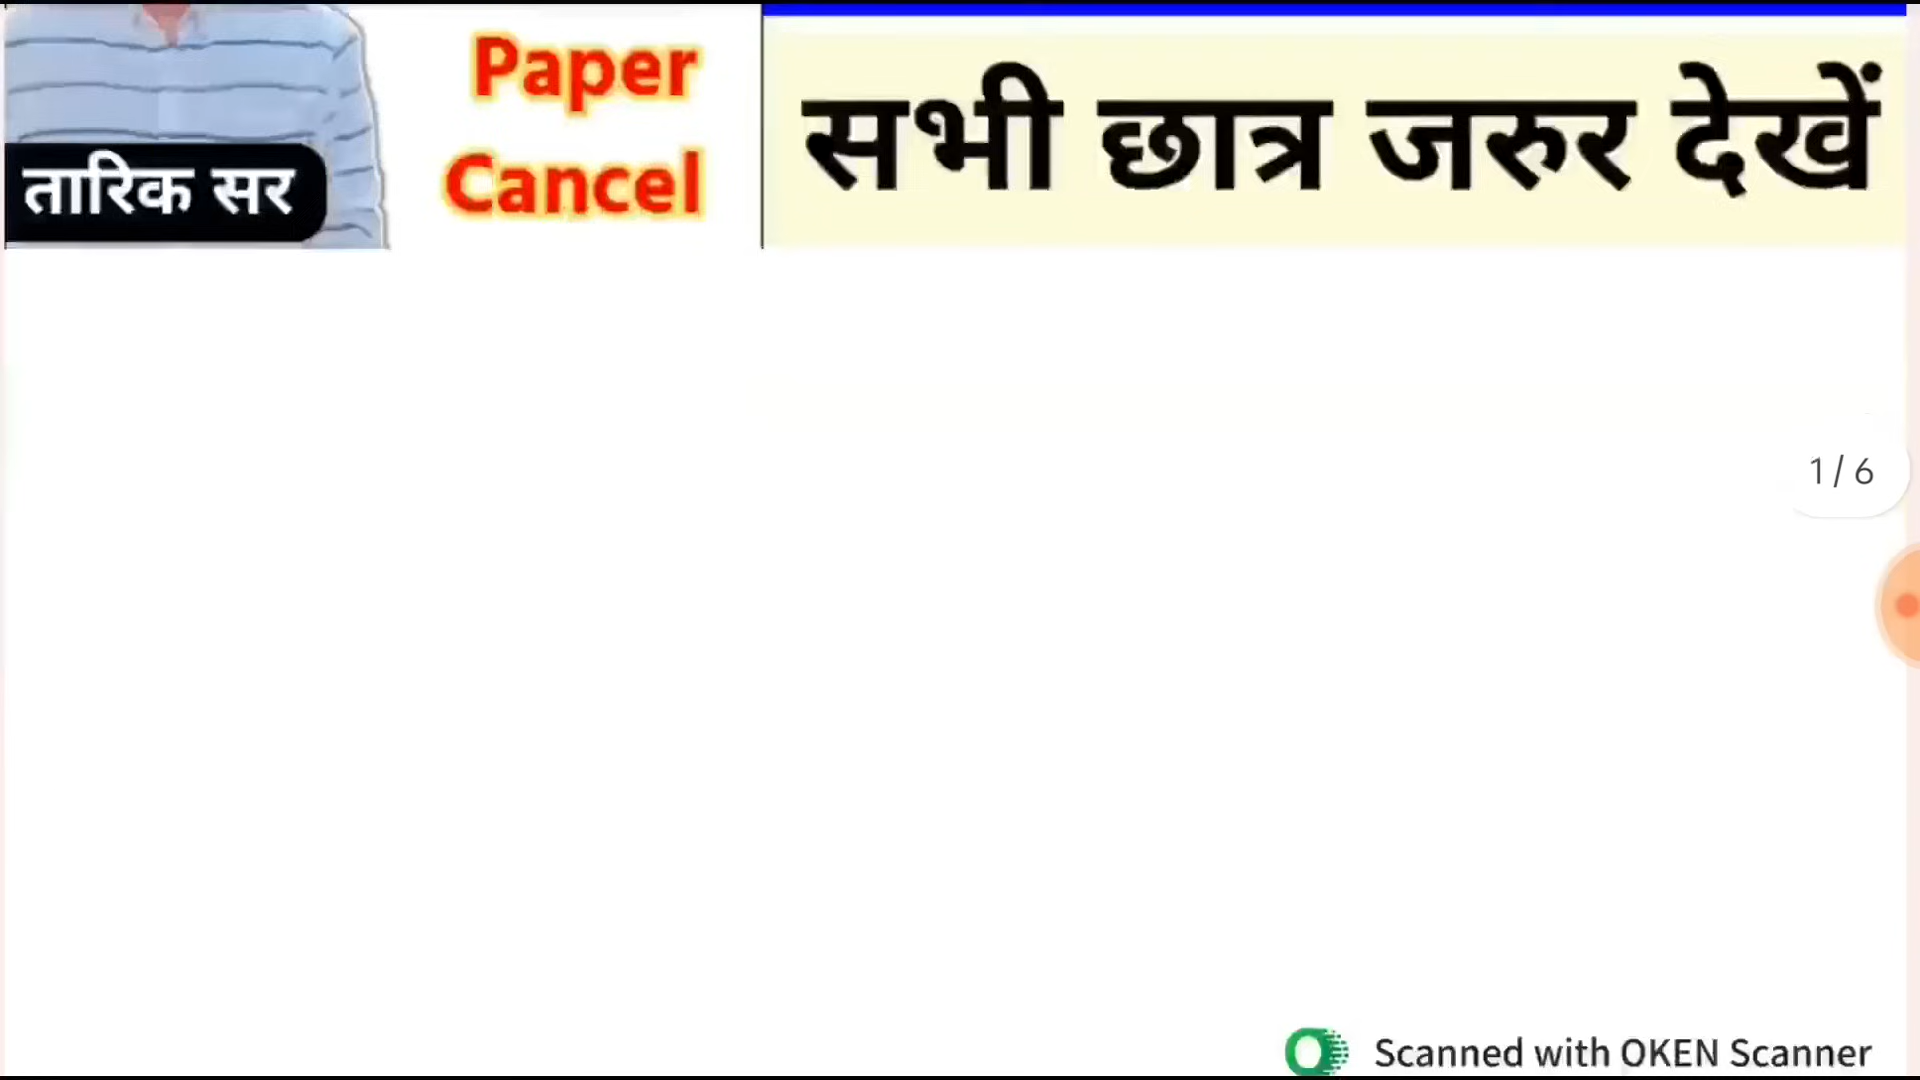 Paper
Cancel
तारिक सर
सभी छात्र जरुर देखें
1 / 6
Scanned with OKEN Scanner